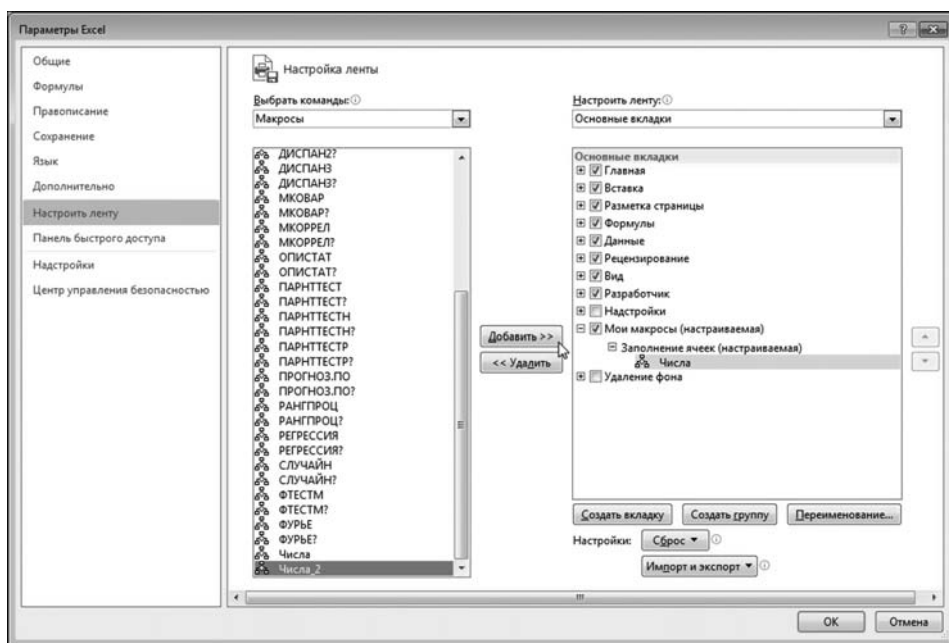 Параметры Excel
Общие
Формулы
Правописание
Сохранение
Язык
Дополнительно
Настроить ленту
Панель быстрого доступа
Надстройки
Центр управления безопасностью
Настройка ленты
Выбрать команды:
Макросы
ДИСПАН2?
ДИСПАН3
ДИСПАН3?
МКОВАР
МКОВАР?
МКОРРЕЛ
МКОРРЕЛ?
ОПИСТАТ
ОПИСТАТ?
ПАРНТТЕСТ
ПАРНТТЕСТ?
ПАРНТТЕСТН
ПАРНТТЕСТН?
ПАРНТТЕСТР
ПАРНТТЕСТР?
ПРОГНОЗ.ПО
ПРОГНОЗ.ПО?
РАНГПРОЦ
РАНГПРОЦ?
РЕГРЕССИЯ
РЕГРЕССИЯ?
СЛУЧАЙН
СЛУЧАЙН?
ФТЕСТМ
ФТЕСТМ?
ФУРЬЕ
ФУРЬЕ?
Числа
Числа_2
Добавить >>
<< Удалить
Настроить ленту:
Основные вкладки
Основные вкладки
Главная
Вставка
Разметка страницы
Формулы
Данные
Рецензирование
Вид
Разработчик
Надстройки
Мои макросы (настраиваемая)
Заполнение ячеек (настраиваемая)
Числа
Удаление фона
Создать вкладку Создать группу Переименование...
Настройки: Сброс
Импорт и экспорт
ОК Отмена